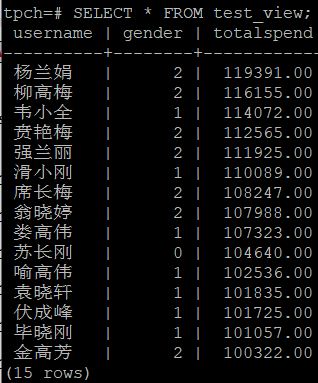 tpch=# SELECT * FROM test_view;
username | gender | totalspend
----------+--------+------------
杨兰娟 | 2 | 119391.00
柳高梅 | 2 | 116155.00
韦小全 | 1 | 114072.00
贲艳梅 | 2 | 112565.00
强兰丽 | 2 | 111925.00
滑小刚 | 1 | 110089.00
席长梅 | 2 | 108247.00
翁晓婷 | 2 | 107988.00
娄高伟 | 1 | 107323.00
苏长刚 | 0 | 104640.00
喻高伟 | 1 | 102536.00
袁晓轩 | 1 | 101835.00
伏成峰 | 1 | 101725.00
毕晓刚 | 1 | 101057.00
金高芳 | 2 | 100322.00
(15 rows)